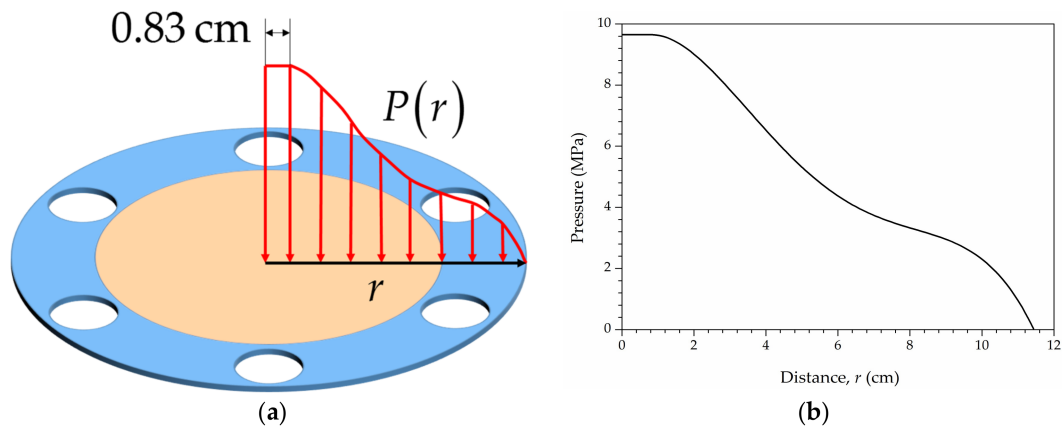 0.83 cm
P(r)
r
(a)
10
8
6
4
2
0
Pressure (MPa)
0 2 4 6 8 10 12
Distance, r (cm)
(b)